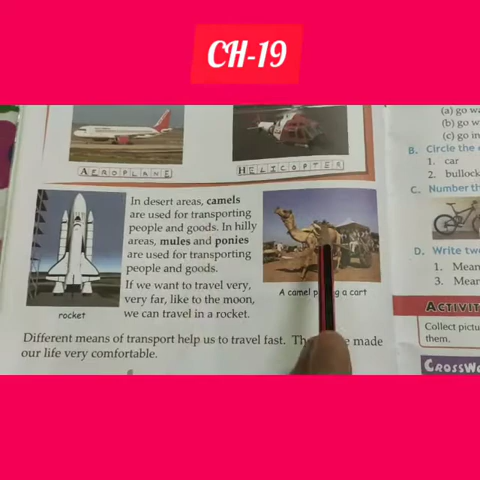 CH-19
AEROPLANE
HELICOPTER
In desert areas, camels
are used for transporting
people and goods. In hilly
areas, mules and ponies
are used for transporting
people and goods.
If we want to travel very,
very far, like to the moon,
we can travel in a rocket.
rocket
A camel p g a cart
Different means of transport help us to travel fast. made
our life very comfortable.
(a) go w
(b) go w
(c) go in
B. Circle the
1. car
2. bullock
C. Number th
D. Write tw
1. Mean
3. Mean
ACTIVIT
Collect pictu
them.
CROSSW